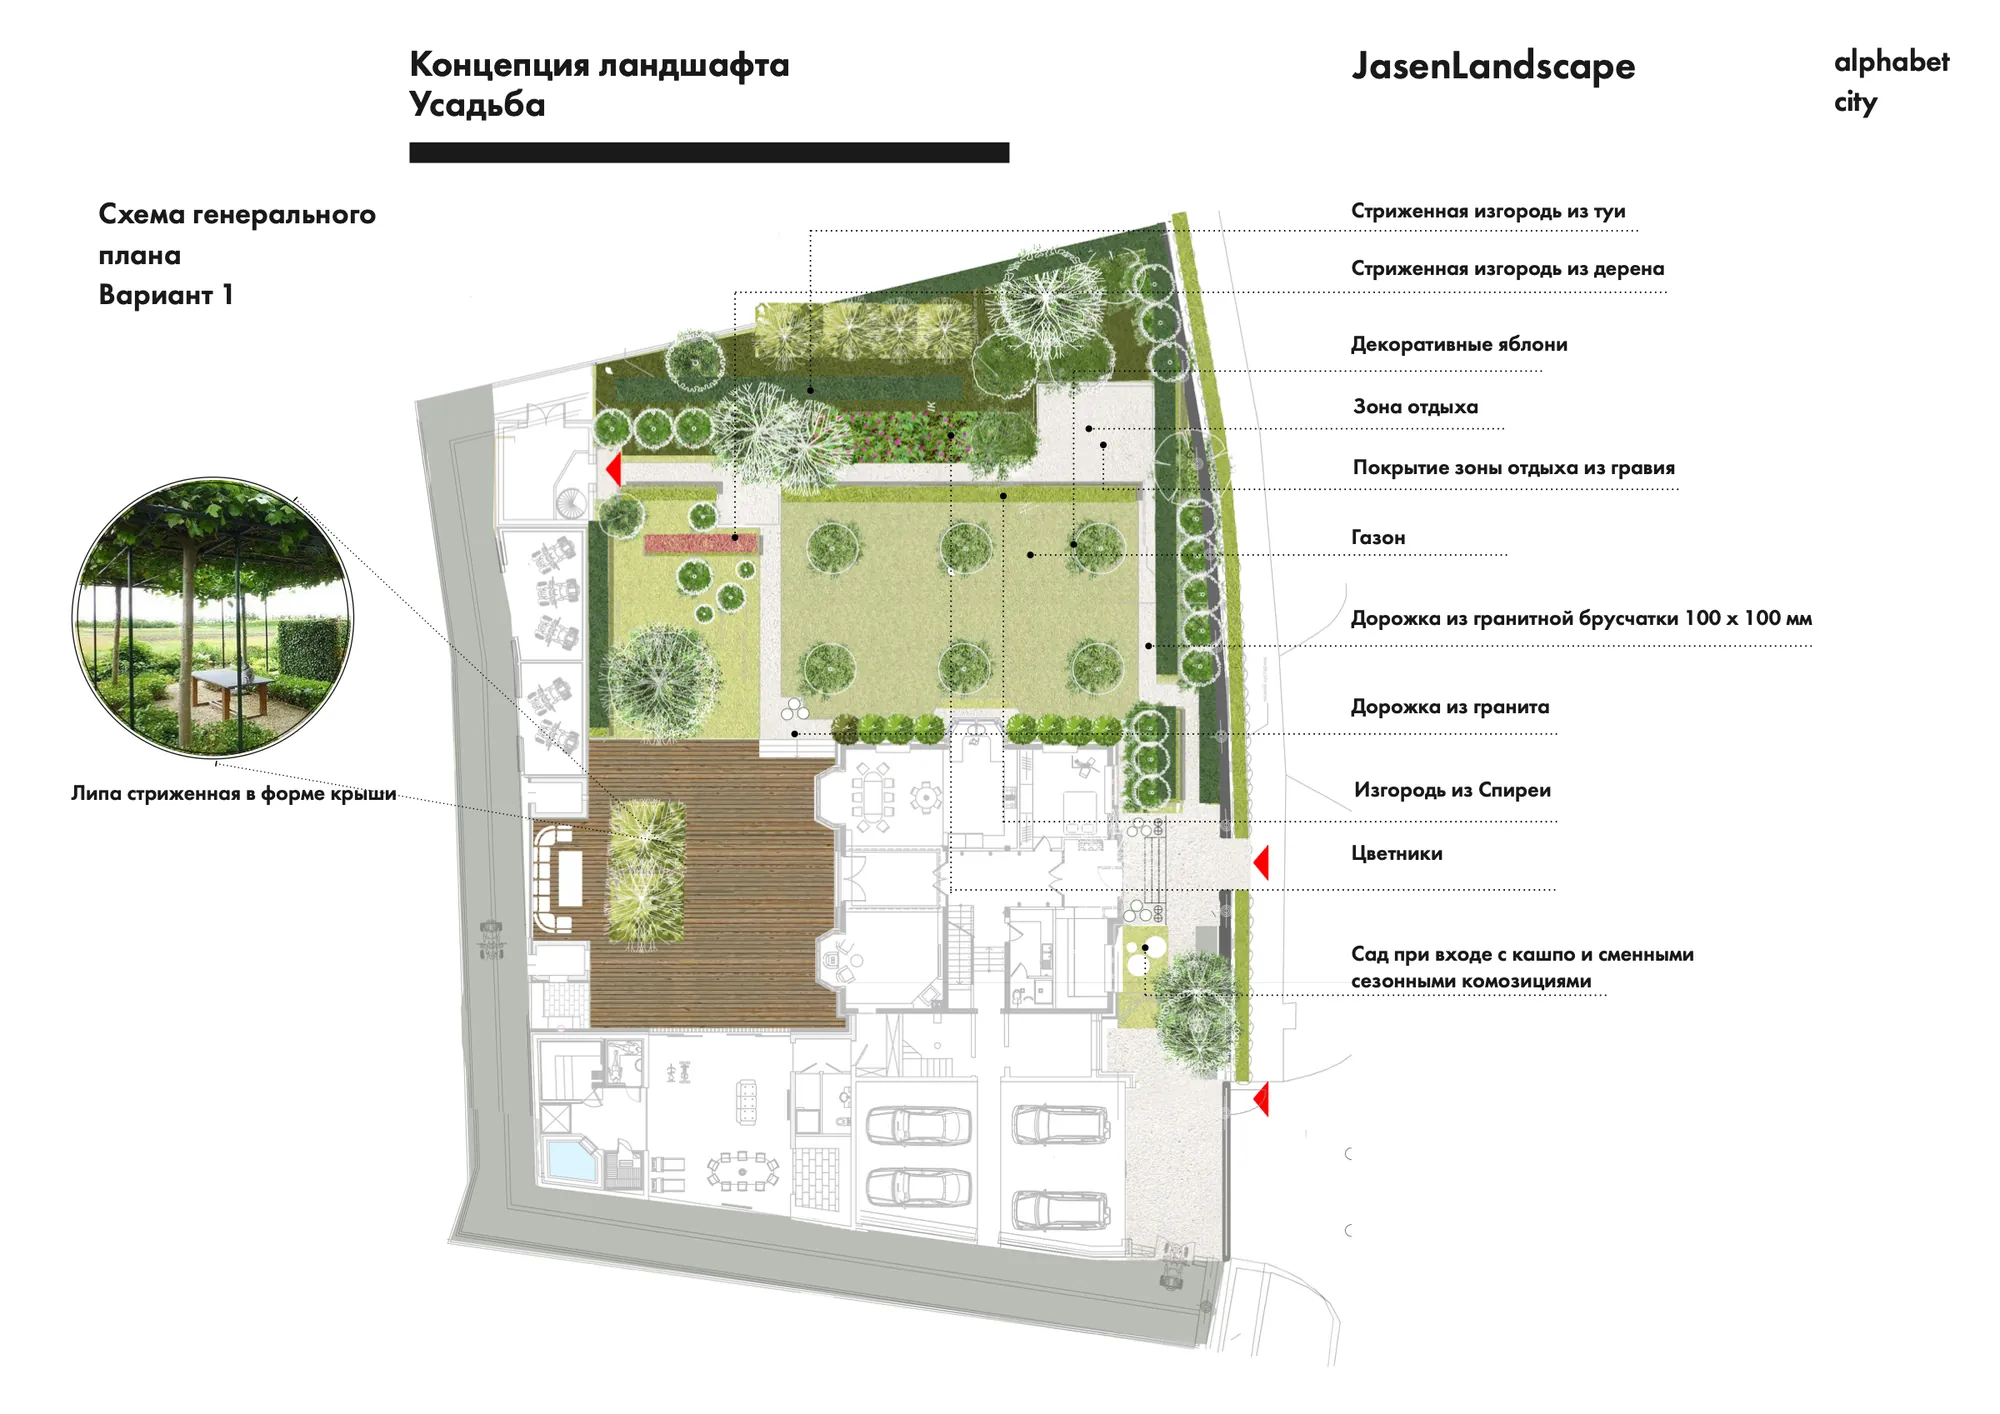 Концепция ландшафта
Усадьба
JasenLandscape
alphabet
city
Схема генерального
плана
Вариант 1
Стриженная изгородь из туи
Стриженная изгородь из дерена
Декоративные яблони
Зона отдыха
Покрытие зоны отдыха из гравия
Газон
Дорожка из гранитной брусчатки 100 х 100 мм
Дорожка из гранита
Изгородь из Спиреи
Цветники
Сад при входе с кашпо и сменными
сезонными комозициями
Липа стриженная в форме крыши